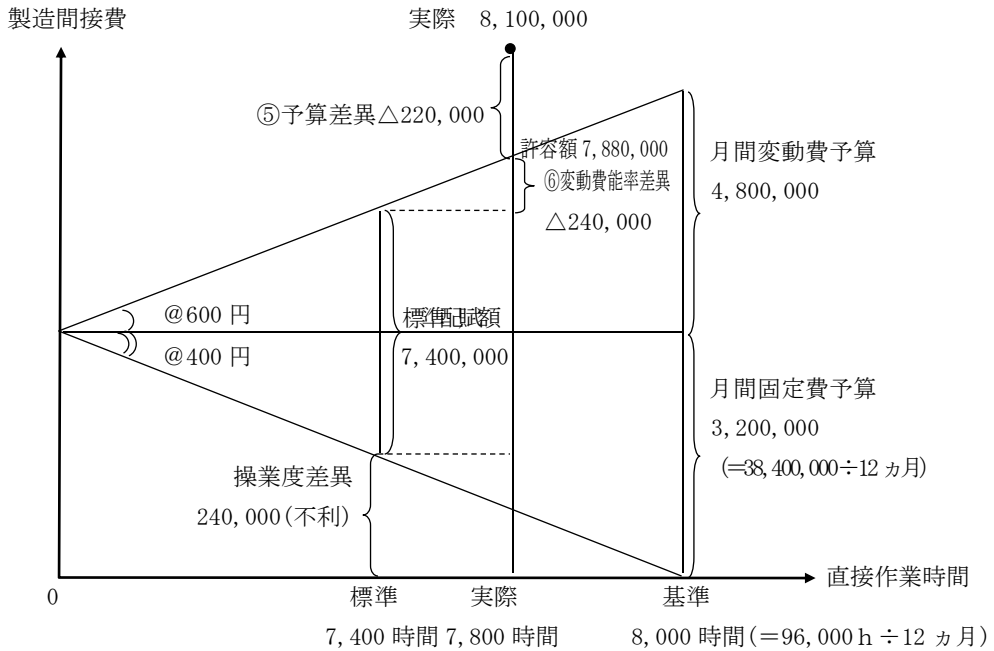 製造間接費
実際 8,100,000
⑤予算差異△220,000
許容額 7,880,000
⑥変動費能率差異
△240,000
月間変動費予算
4,800,000
@600 円
@400 円
標準配賦額
7,400,000
月間固定費予算
3,200,000
(=38,400,000÷12 ヵ月)
操業度差異
240,000(不利)
直接作業時間
0
標準
実際
基準
7,400 時間
7,800 時間
8,000 時間(=96,000h÷12 ヵ月)